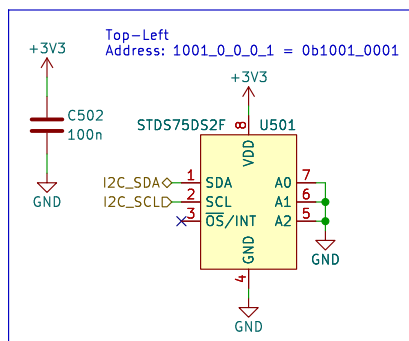 Top-Left
Address: 1001_0_0_0_1 = 0b1001_0001
+3V3
C502
100n
GND
+3V3
STDS75DS2F U501
8
VDD
I2C_SDA 1 SDA A0 7
I2C_SCL 2 SCL A1 6
3 OS/INT A2 5
GND
4
GND
GND